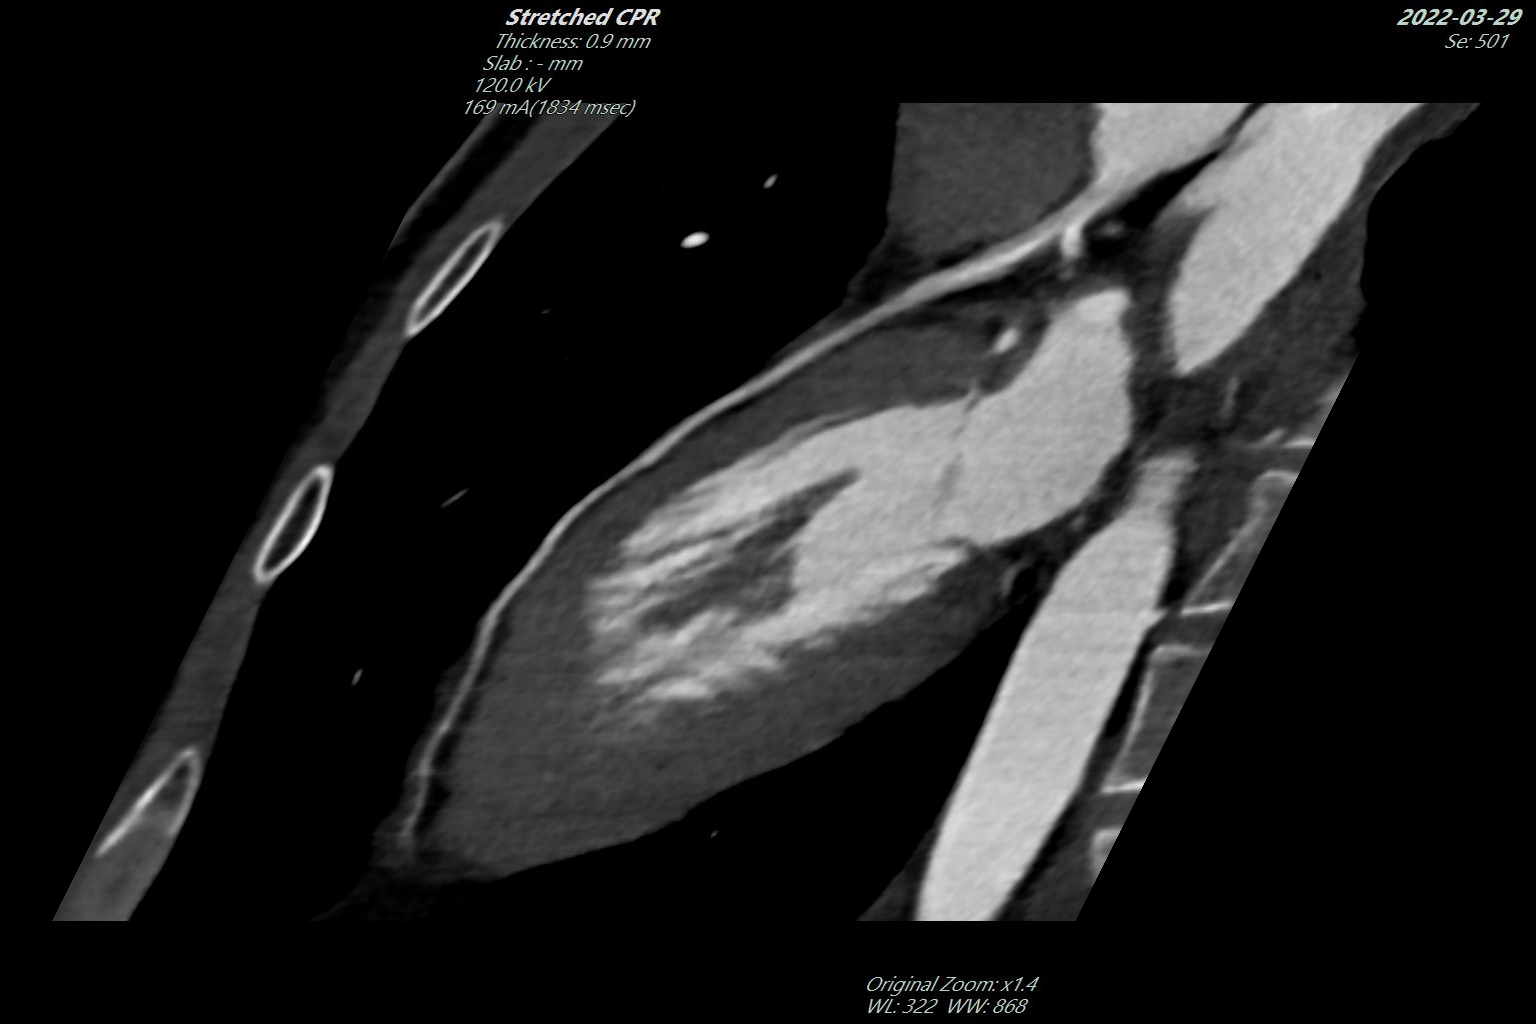 Stretched CPR
Thickness: 0.9 mm
Slab : - mm
120.0 kV
169 mA(1834 msec)
2022-03-29
Se: 501
Original Zoom: x1.4
WL: 322 WW: 868